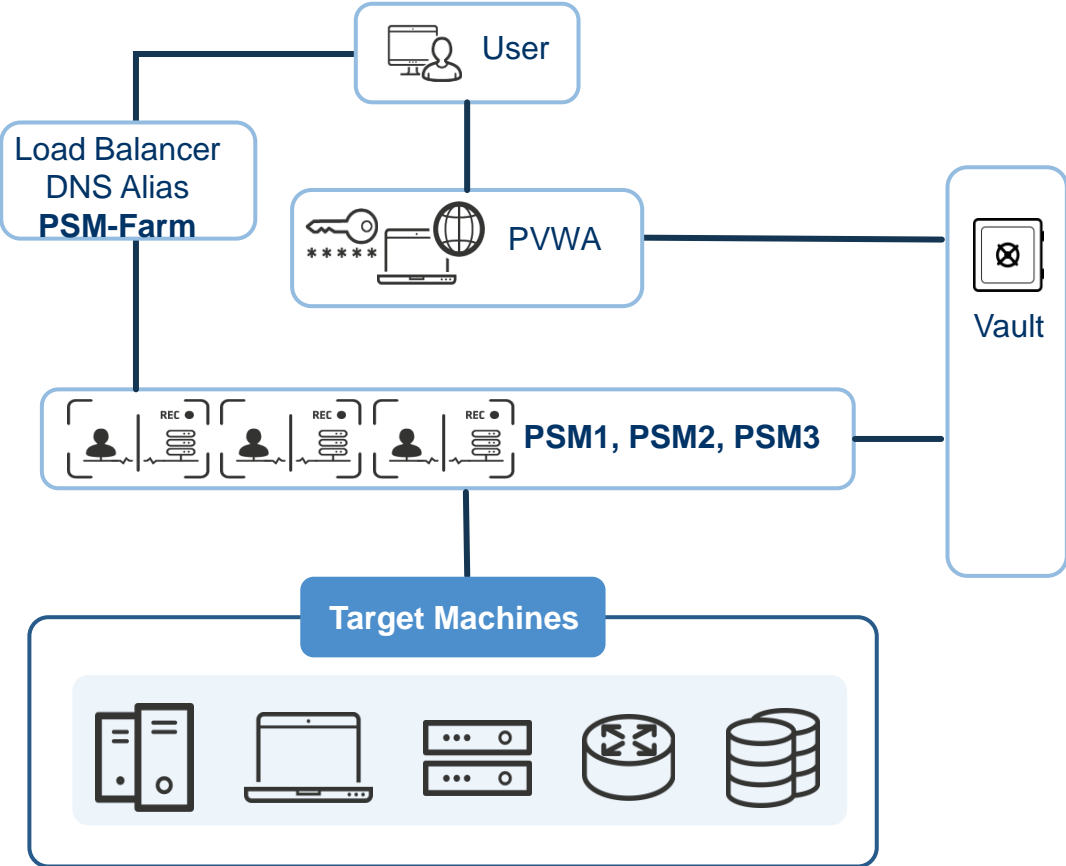 User
Load Balancer
DNS Alias
PSM-Farm
*****
PVWA
Vault
REC
REC
REC
PSM1, PSM2, PSM3
Target Machines